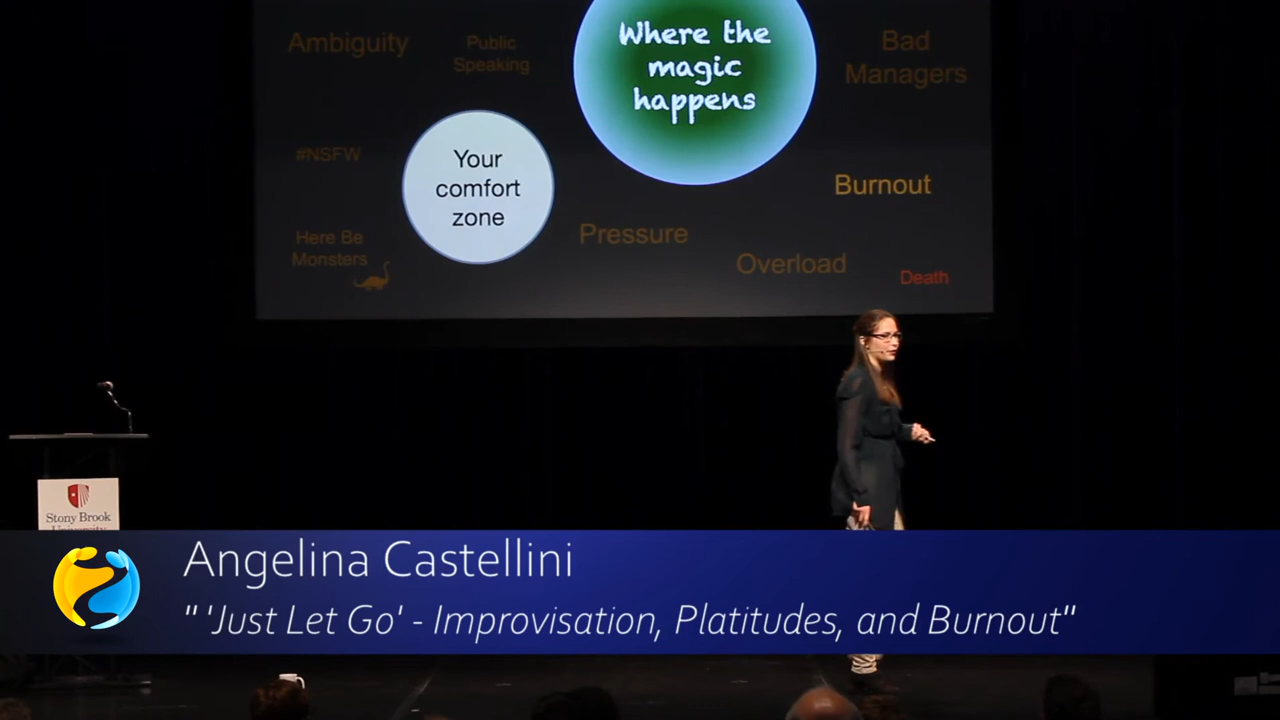 Ambiguity
Public
Speaking
Where the
magic
happens
Bad
Managers
#NSFW
Your
comfort
zone
Burnout
Here Be
Monsters
Pressure
Overload
Death
Stony Brook
University
Angelina Castellini
" 'Just Let Go' - Improvisation, Platitudes, and Burnout"